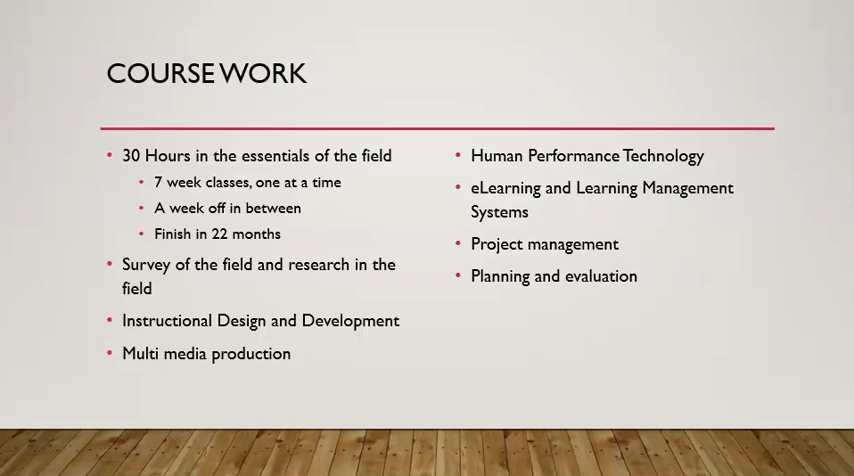 COURSE WORK
• 30 Hours in the essentials of the field
• 7 week classes, one at a time
• A week off in between
• Finish in 22 months
• Survey of the field and research in the
field
• Instructional Design and Development
• Multi media production
• Human Performance Technology
• eLearning and Learning Management
Systems
• Project management
• Planning and evaluation